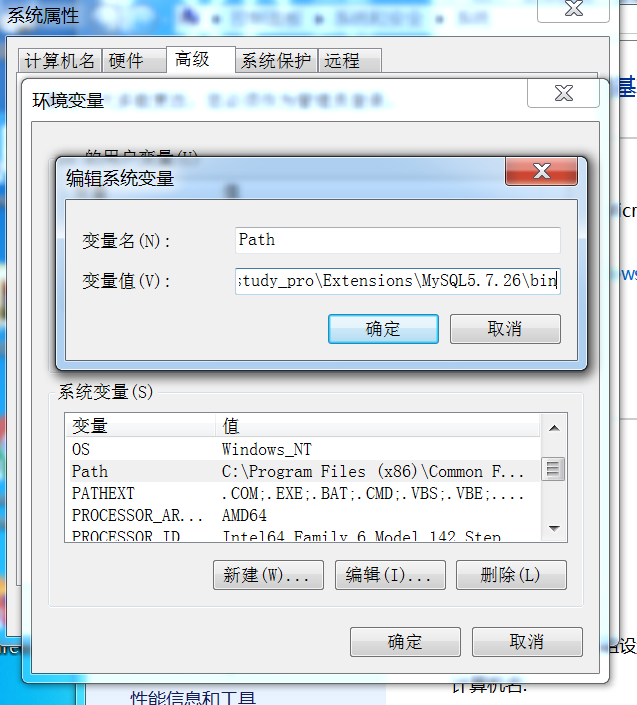 系统属性
计算机名
硬件
高级
系统保护
远程
环境变量
编辑系统变量
变量名(N):
Path
变量值(V):
study_pro\Extensions\MySQL5.7.26\bin
确定
取消
系统变量(S)
变量
值
OS
Windows_NT
Path
C:\Program Files (x86)\Common F...
PATHEXT
.COM;.EXE;.BAT;.CMD;.VBS;.VBE;....
PROCESSOR_AR...
AMD64
PROCESSOR_ID
Intel64 Family 6 Model 142 Step
新建(W)...
编辑(I)...
删除(L)
确定
取消
性能信息和工具
计算机名:
基
icr
ows
设